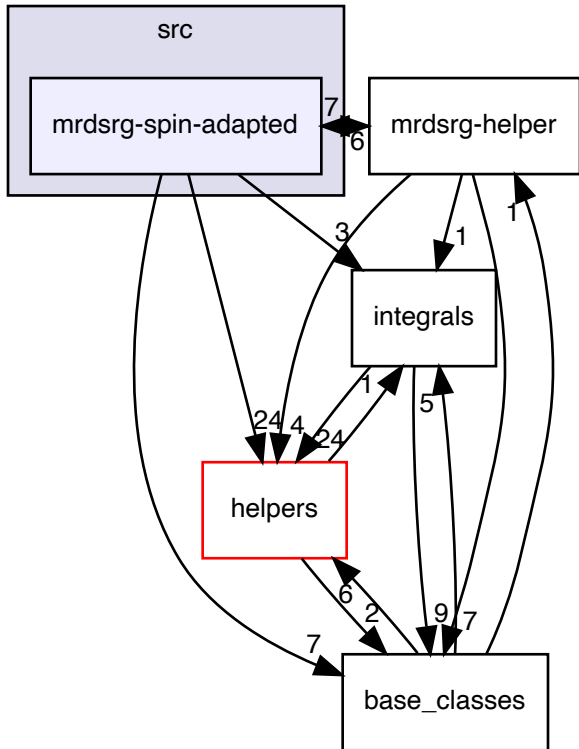 src
mrdsrg-spin-adapted
7
6
mrdsrg-helper
1
3
1
integrals
1
5
24
4
24
helpers
6
2
9
7
7
base_classes